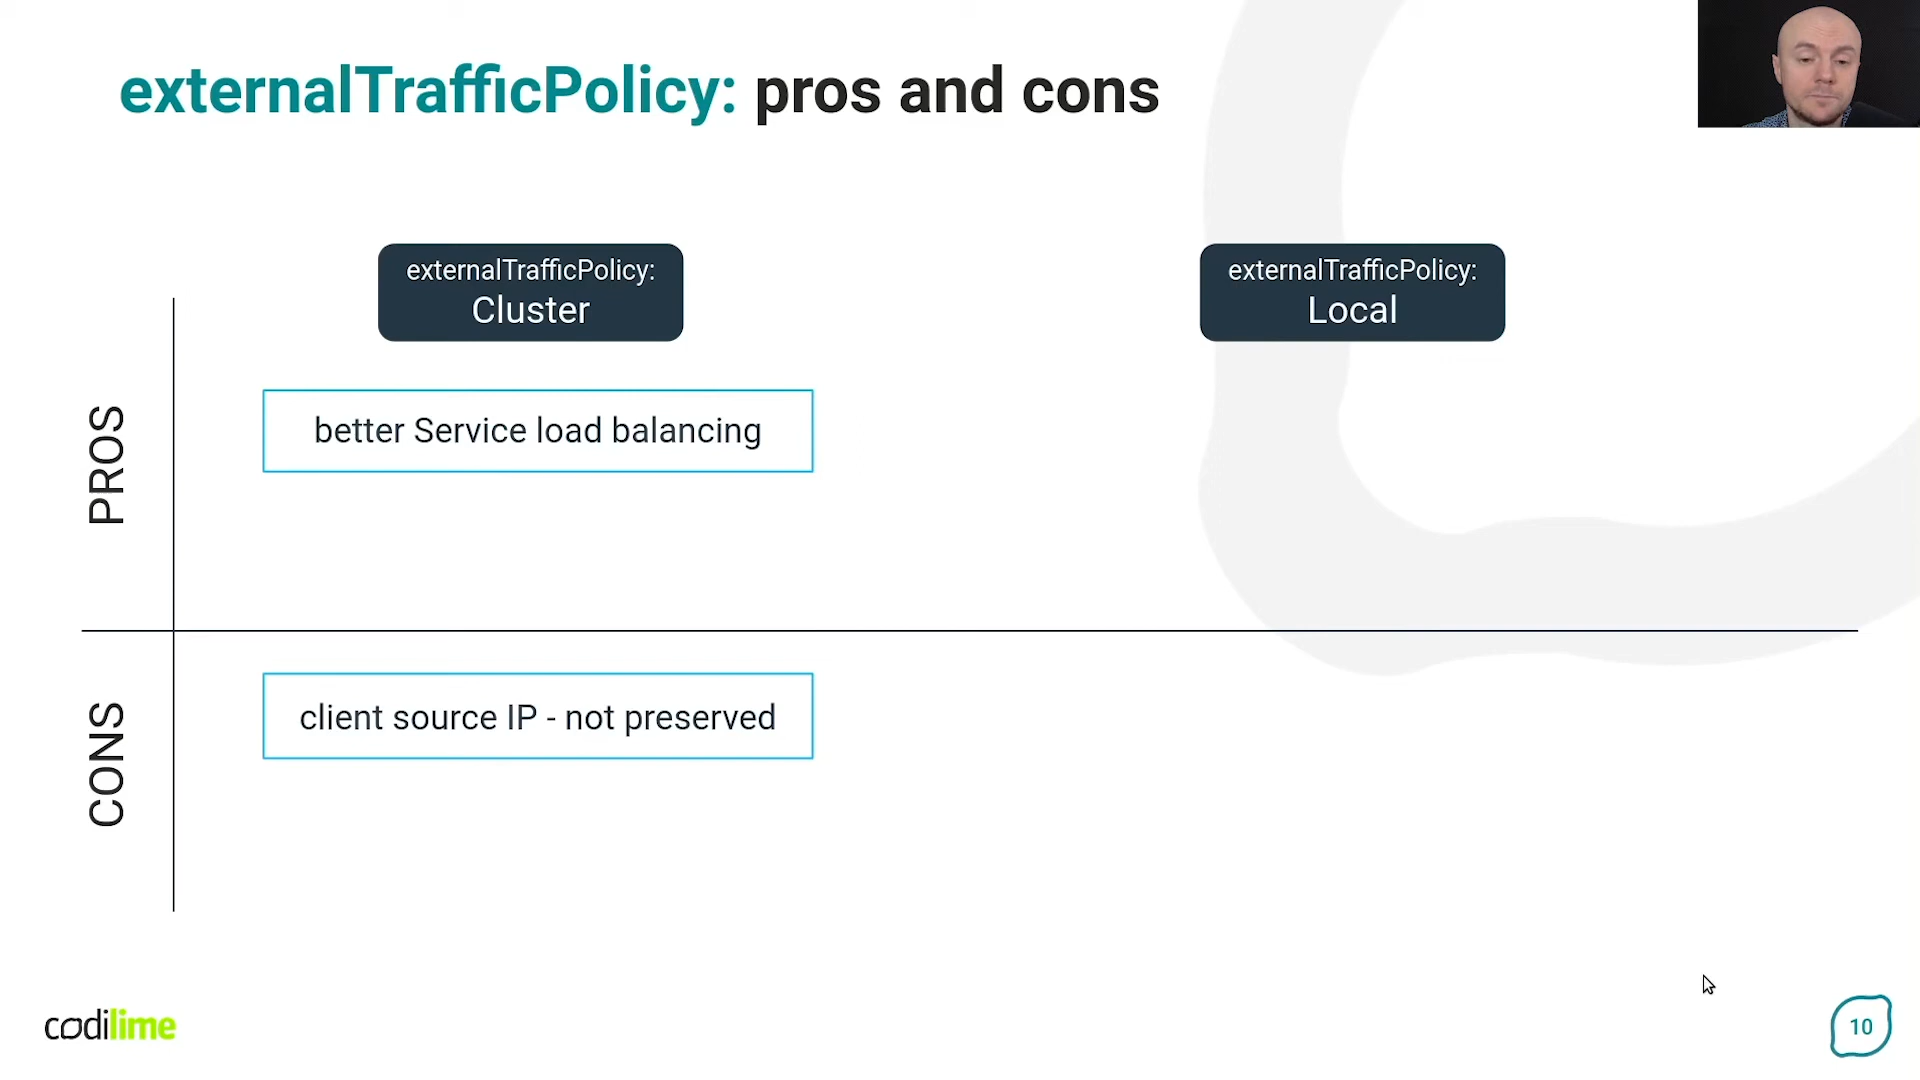 externalTrafficPolicy: pros and cons
externalTrafficPolicy:
Cluster
externalTrafficPolicy:
Local
PROS
better Service load balancing
CONS
client source IP - not preserved
codilime
10